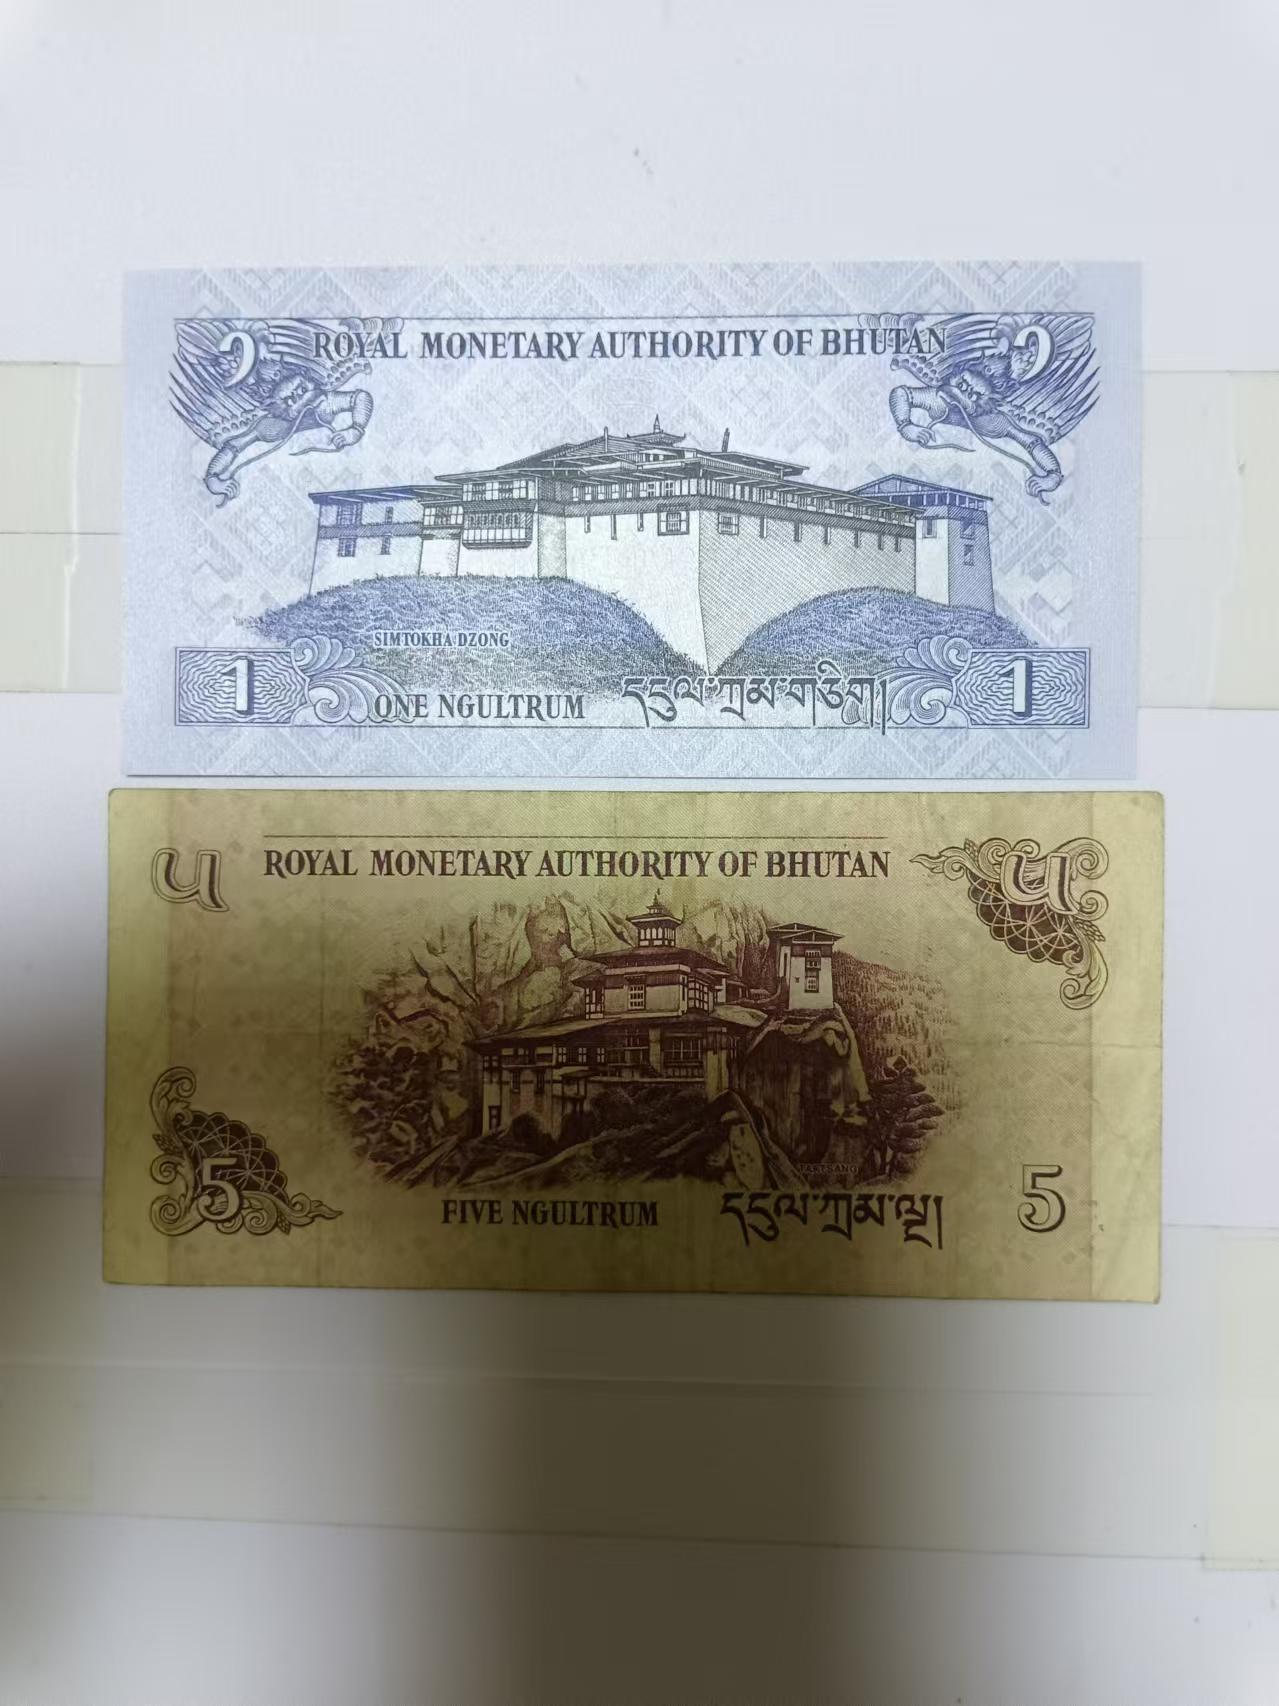 ༡ ROYAL MONETARY AUTHORITY OF BHUTAN ༡
SIMTOKHA DZONG
1 ONE NGULTRUM དངུལ་ཀྲམ་གཅིག། 1
༥ ROYAL MONETARY AUTHORITY OF BHUTAN ༥
TAKTSANG
5 FIVE NGULTRUM དངུལ་ཀྲམ་ལྔ། 5